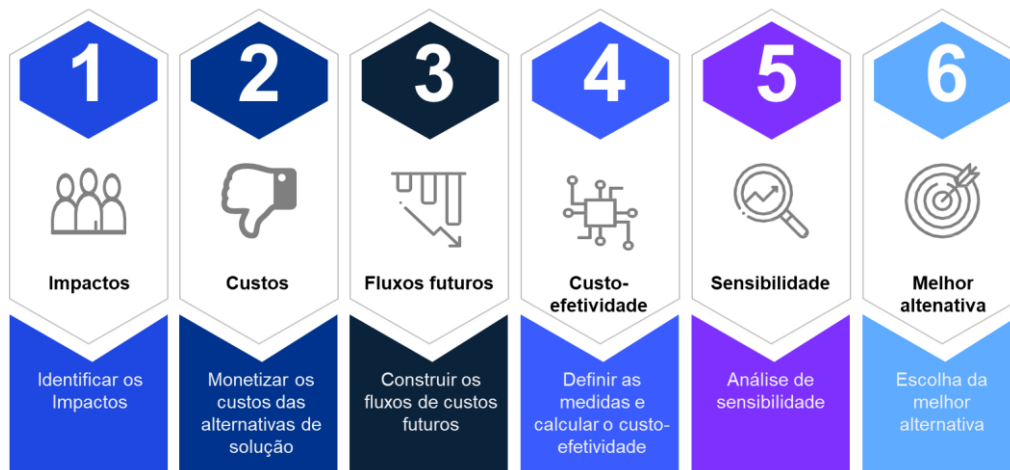 1
2
3
4
5
6
Impactos
Custos
Fluxos futuros
Custo-
efetividade
Sensibilidade
Melhor
altenativa
Identificar os
Impactos
Monetizar os
custos das
alternativas de
solução
Construir os
fluxos de custos
futuros
Definir as
medidas e
calcular o custo-
efetividade
Análise de
sensibilidade
Escolha da
melhor
alternativa